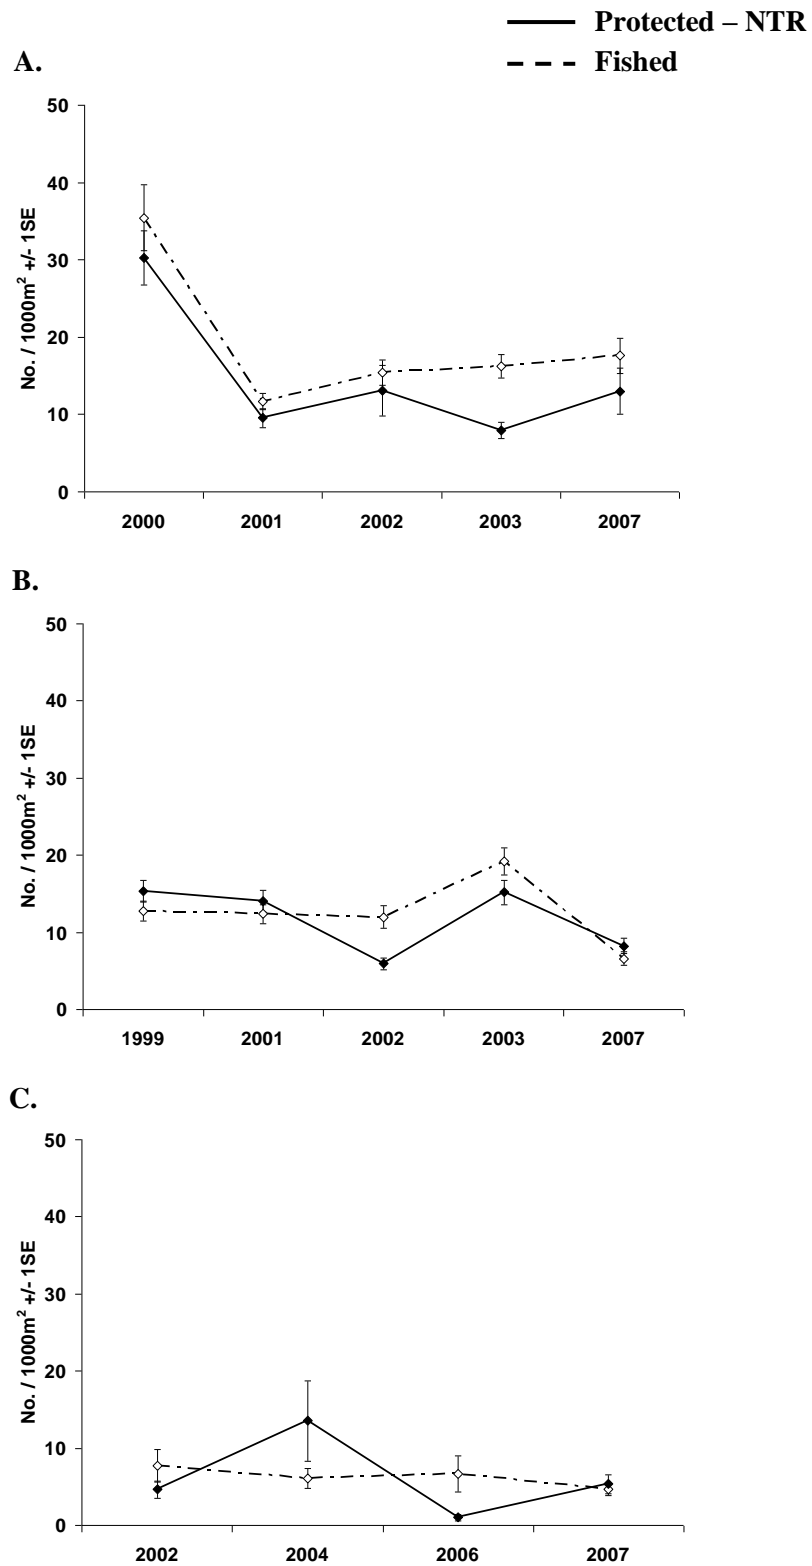 Protected – NTR
Fished
A.
50
40
30
20
10
0
No. / 1000m² +/- 1SE
2000 2001 2002 2003 2007
B.
50
40
30
20
10
0
No. / 1000m² +/- 1SE
1999 2001 2002 2003 2007
C.
50
40
30
20
10
0
No. / 1000m² +/- 1SE
2002 2004 2006 2007